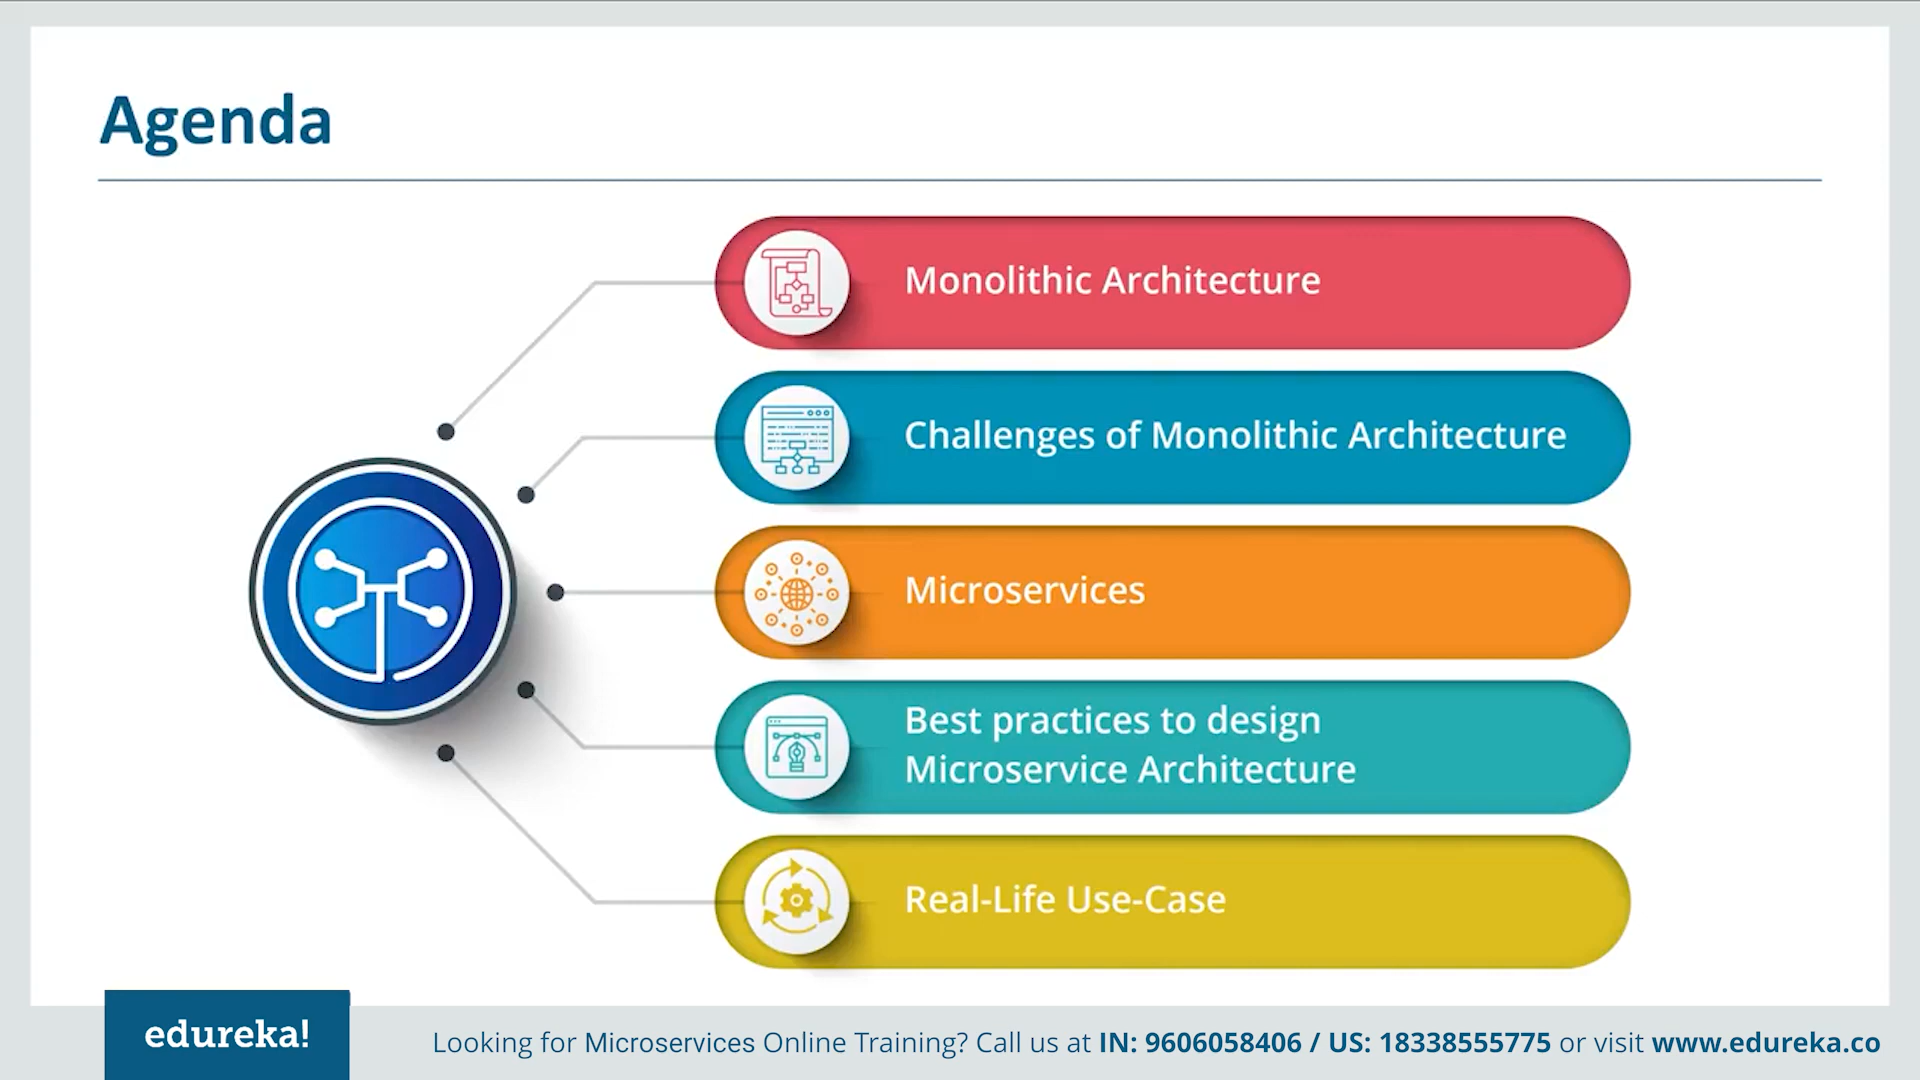 Agenda
Monolithic Architecture
Challenges of Monolithic Architecture
Microservices
Best practices to design
Microservice Architecture
Real-Life Use-Case
edureka!
Looking for Microservices Online Training? Call us at IN: 9606058406 / US: 18338555775 or visit www.edureka.co